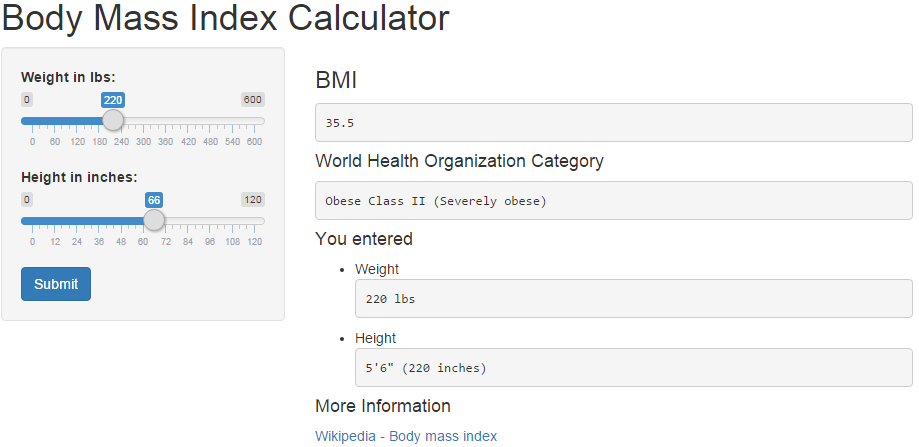 Body Mass Index Calculator
Weight in lbs:
0 220 600
0 60 120 180 240 300 360 420 480 540 600
Height in inches:
0 66 120
0 12 24 36 48 60 72 84 96 108 120
Submit
BMI
35.5
World Health Organization Category
Obese Class II (Severely obese)
You entered
Weight
220 lbs
Height
5'6" (220 inches)
More Information
Wikipedia - Body mass index